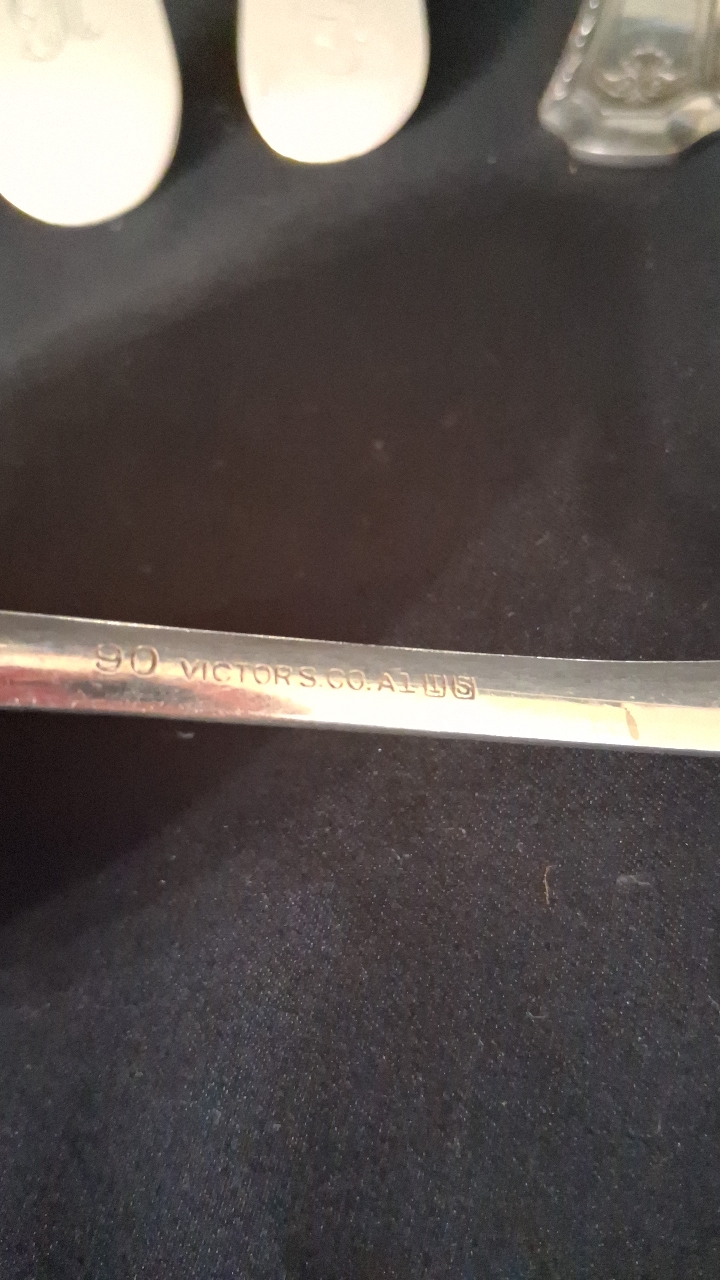 90 VICTOR S. CO. A1 I S